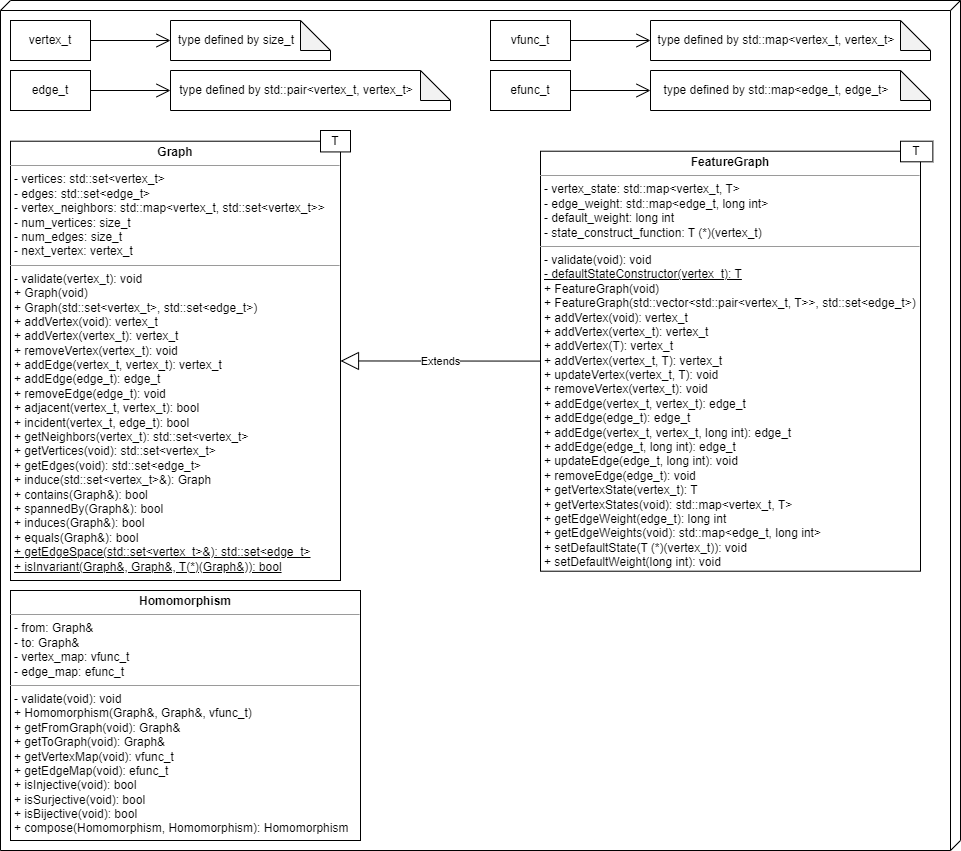 vertex_t
type defined by size_t
vfunc_t
type defined by std::map<vertex_t, vertex_t>
edge_t
type defined by std::pair<vertex_t, vertex_t>
efunc_t
type defined by std::map<edge_t, edge_t>
T
Graph
- vertices: std::set<vertex_t>
- edges: std::set<edge_t>
- vertex_neighbors: std::map<vertex_t, std::set<vertex_t>>
- num_vertices: size_t
- num_edges: size_t
- next_vertex: vertex_t
- validate(vertex_t): void
+ Graph(void)
+ Graph(std::set<vertex_t>, std::set<edge_t>)
+ addVertex(void): vertex_t
+ addVertex(vertex_t): vertex_t
+ removeVertex(vertex_t): void
+ addEdge(vertex_t, vertex_t): vertex_t
+ addEdge(edge_t): edge_t
+ removeEdge(edge_t): void
+ adjacent(vertex_t, vertex_t): bool
+ incident(vertex_t, edge_t): bool
+ getNeighbors(vertex_t): std::set<vertex_t>
+ getVertices(void): std::set<vertex_t>
+ getEdges(void): std::set<edge_t>
+ induce(std::set<vertex_t>&): Graph
+ contains(Graph&): bool
+ spannedBy(Graph&): bool
+ induces(Graph&): bool
+ equals(Graph&): bool
+ getEdgeSpace(std::set<vertex_t>&): std::set<edge_t>
+ isInvariant(Graph&, Graph&, T(*)(Graph&)): bool
Extends
T
FeatureGraph
- vertex_state: std::map<vertex_t, T>
- edge_weight: std::map<edge_t, long int>
- default_weight: long int
- state_construct_function: T (*)(vertex_t)
- validate(void): void
- defaultStateConstructor(vertex_t): T
+ FeatureGraph(void)
+ FeatureGraph(std::vector<std::pair<vertex_t, T>>, std::set<edge_t>)
+ addVertex(void): vertex_t
+ addVertex(vertex_t): vertex_t
+ addVertex(T): vertex_t
+ addVertex(vertex_t, T): vertex_t
+ updateVertex(vertex_t, T): void
+ removeVertex(vertex_t): void
+ addEdge(vertex_t, vertex_t): edge_t
+ addEdge(edge_t): edge_t
+ addEdge(vertex_t, vertex_t, long int): edge_t
+ addEdge(edge_t, long int): edge_t
+ updateEdge(edge_t, long int): void
+ removeEdge(edge_t): void
+ getVertexState(vertex_t): T
+ getVertexStates(void): std::map<vertex_t, T>
+ getEdgeWeight(edge_t): long int
+ getEdgeWeights(void): std::map<edge_t, long int>
+ setDefaultState(T (*)(vertex_t)): void
+ setDefaultWeight(long int): void
Homomorphism
- from: Graph&
- to: Graph&
- vertex_map: vfunc_t
- edge_map: efunc_t
- validate(void): void
+ Homomorphism(Graph&, Graph&, vfunc_t)
+ getFromGraph(void): Graph&
+ getToGraph(void): Graph&
+ getVertexMap(void): vfunc_t
+ getEdgeMap(void): efunc_t
+ isInjective(void): bool
+ isSurjective(void): bool
+ isBijective(void): bool
+ compose(Homomorphism, Homomorphism): Homomorphism